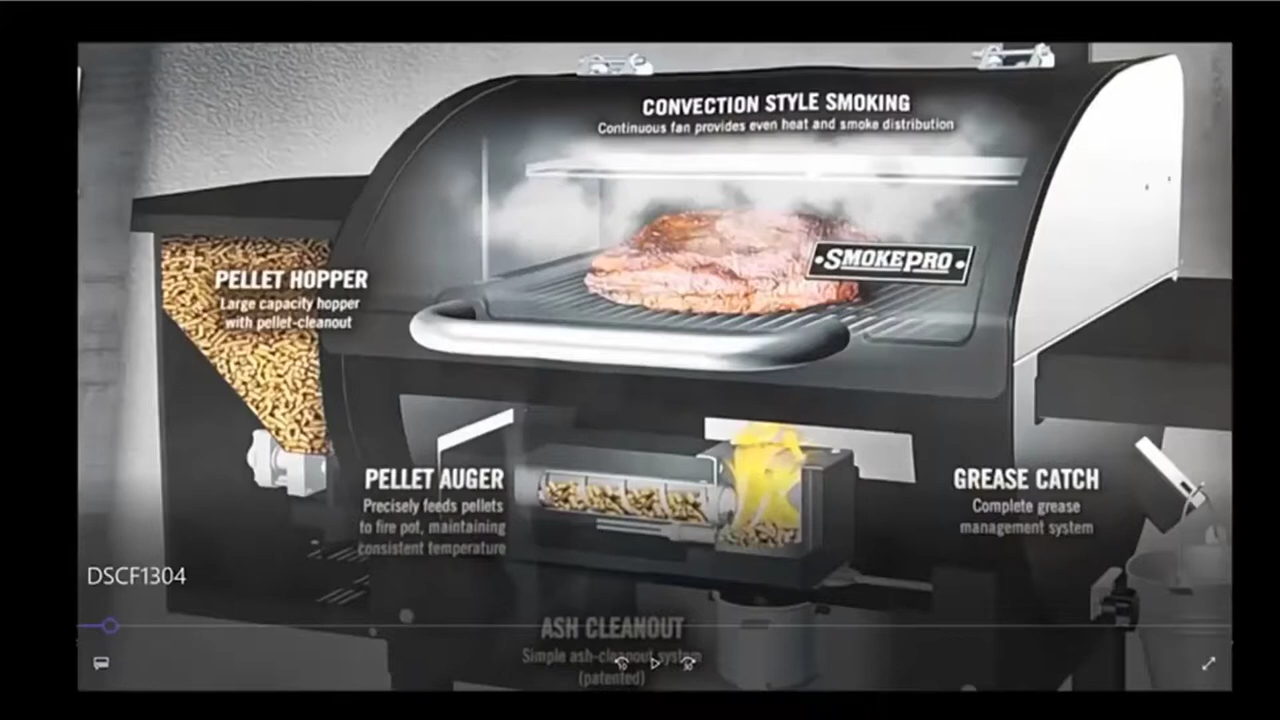 CONVECTION STYLE SMOKING
Continuous fan provides even heat and smoke distribution
•SMOKEPRO•
PELLET HOPPER
Large capacity hopper
with pellet-cleanout
PELLET AUGER
Precisely feeds pellets
to fire pot, maintaining
consistent temperature
GREASE CATCH
Complete grease
management system
DSCF1304
ASH CLEANOUT
Simple ash-cleanout system
(patented)
10
30